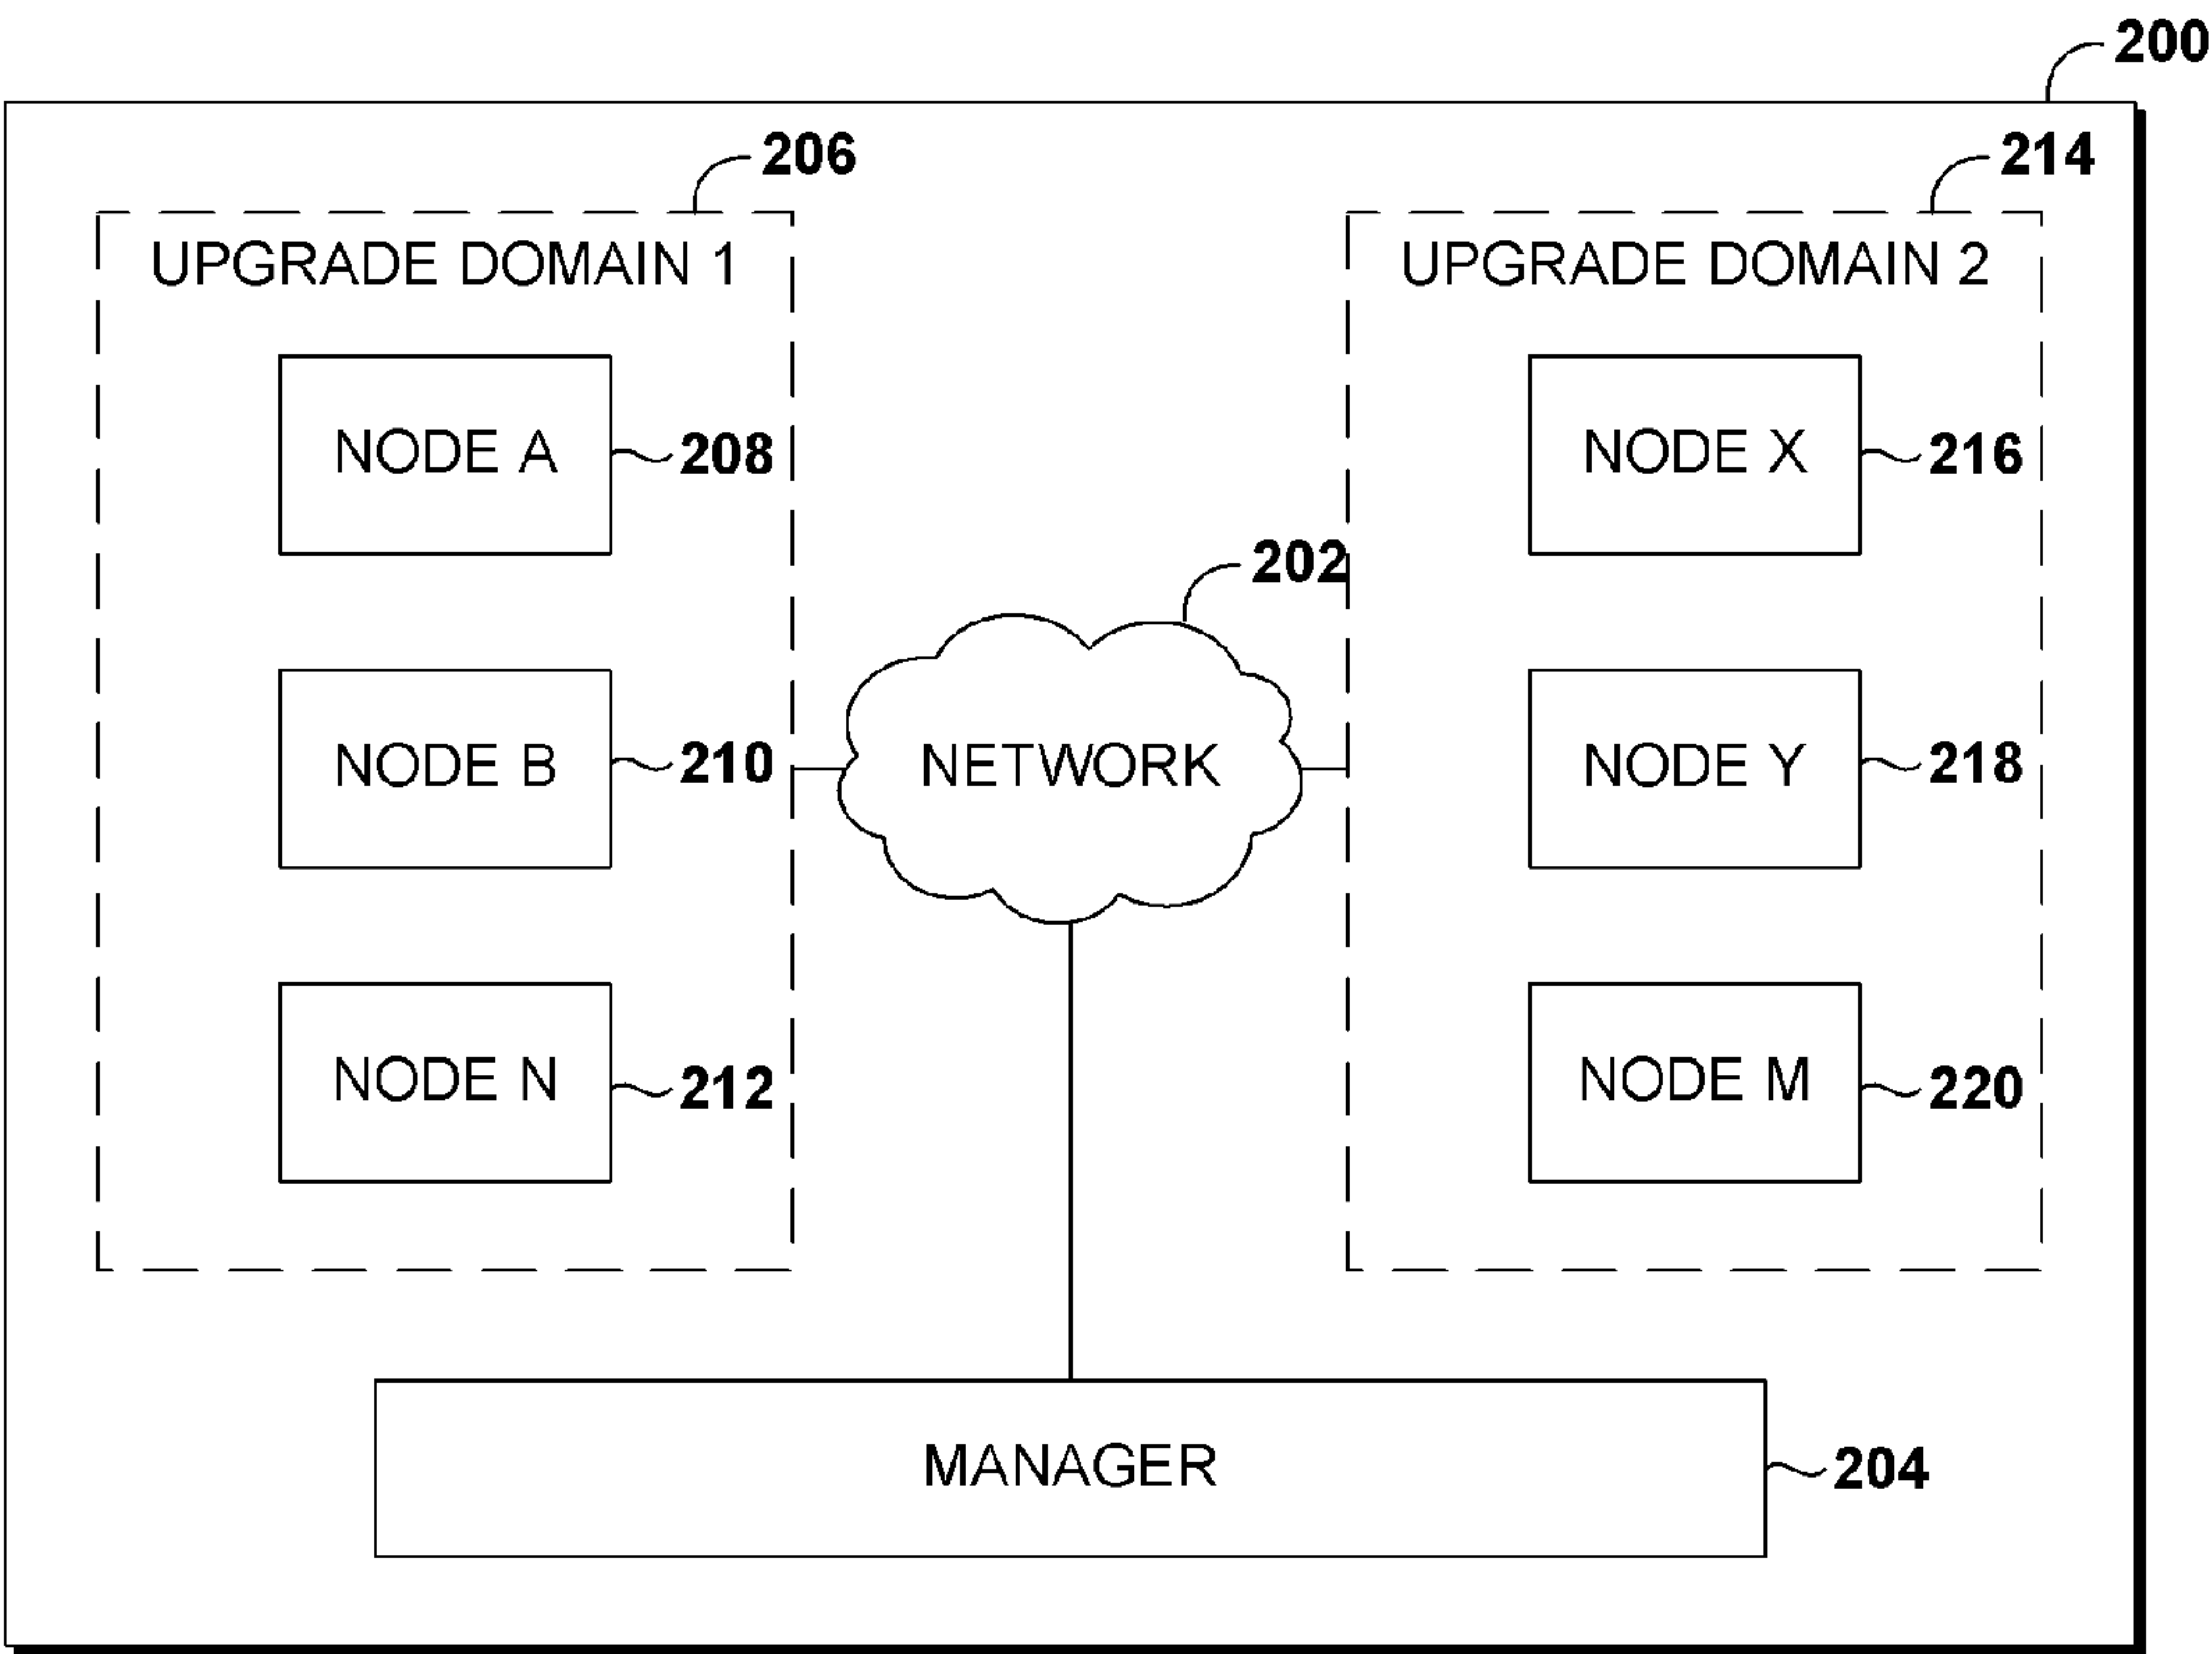 200
206
214
UPGRADE DOMAIN 1
UPGRADE DOMAIN 2
NODE A
208
NODE X
216
202
NODE B
210
NETWORK
NODE Y
218
NODE N
212
NODE M
220
MANAGER
204